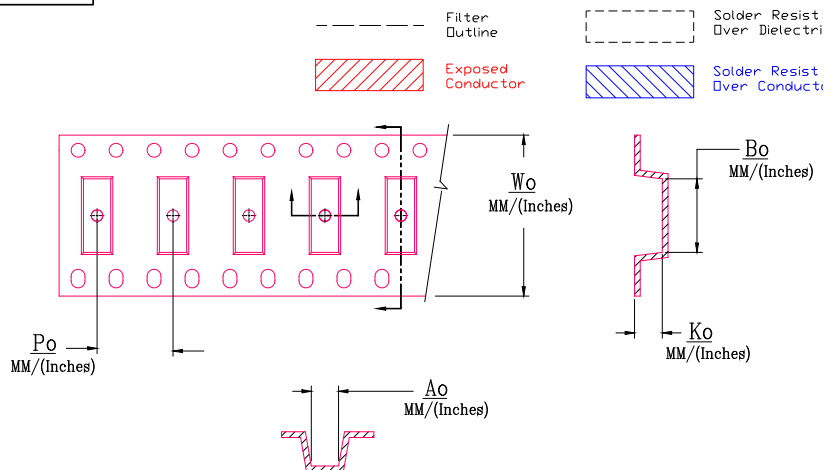 Filter
Outline
Solder Resist
Over Dielectri
Exposed
Conductor
Solder Resist
Over Conducto
Wo
MM/(Inches)
Bo
MM/(Inches)
Po
MM/(Inches)
Ko
MM/(Inches)
Ao
MM/(Inches)